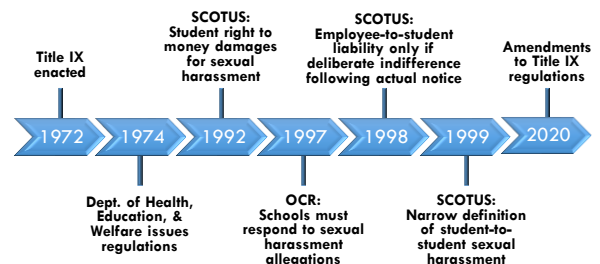 Title IX
enacted
SCOTUS:
Student right to
money damages
for sexual
harassment
SCOTUS:
Employee-to-student
liability only if
deliberate indifference
following actual notice
Amendments
to Title IX
regulations
1972
1974
1992
1997
1998
1999
2020
Dept. of Health,
Education, &
Welfare issues
regulations
OCR:
Schools must
respond to sexual
harassment
allegations
SCOTUS:
Narrow definition
of student-to-
student sexual
harassment